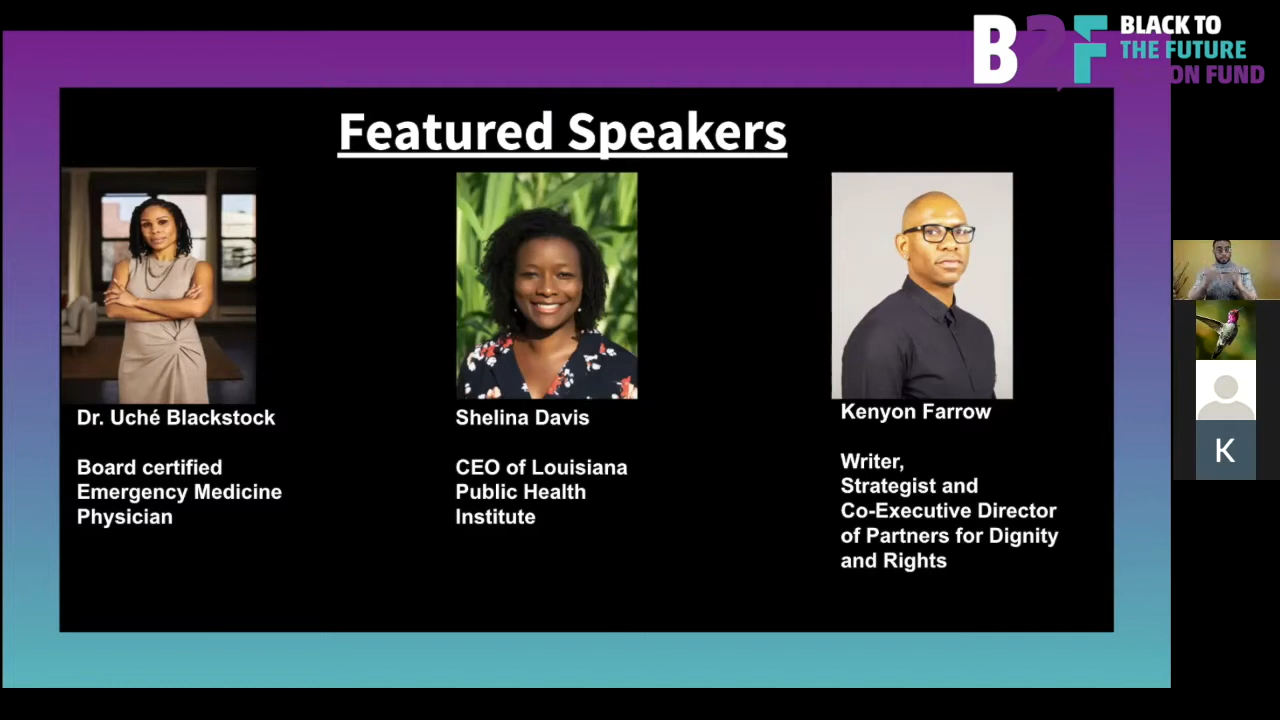 B2F
BLACK TO
THE FUTURE
ON FUND
Featured Speakers
Dr. Uché Blackstock
Board certified
Emergency Medicine
Physician
Shelina Davis
CEO of Louisiana
Public Health
Institute
Kenyon Farrow
Writer,
Strategist and
Co-Executive Director
of Partners for Dignity
and Rights
K